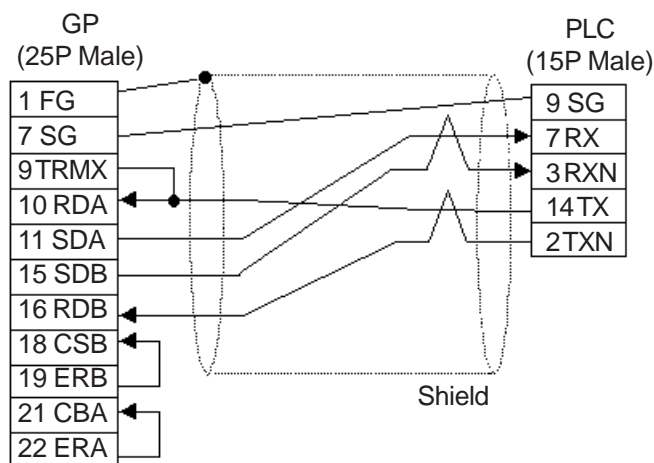 GP
(25P Male)
1 FG
7 SG
9 TRMX
10 RDA
11 SDA
15 SDB
16 RDB
18 CSB
19 ERB
21 CBA
22 ERA
PLC
(15P Male)
9 SG
7 RX
3 RXN
14 TX
2 TXN
Shield